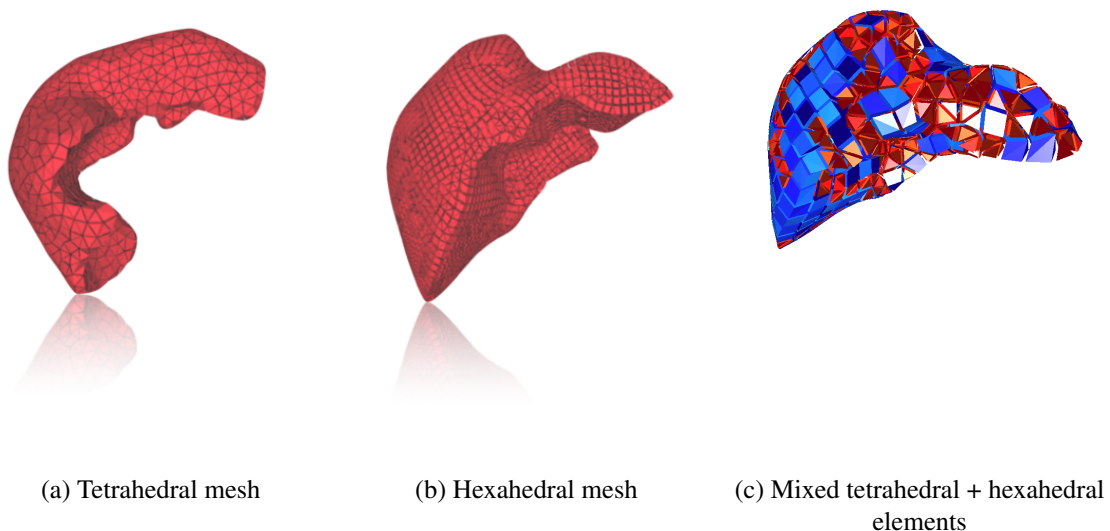 (a) Tetrahedral mesh
(b) Hexahedral mesh
(c) Mixed tetrahedral + hexahedral
elements